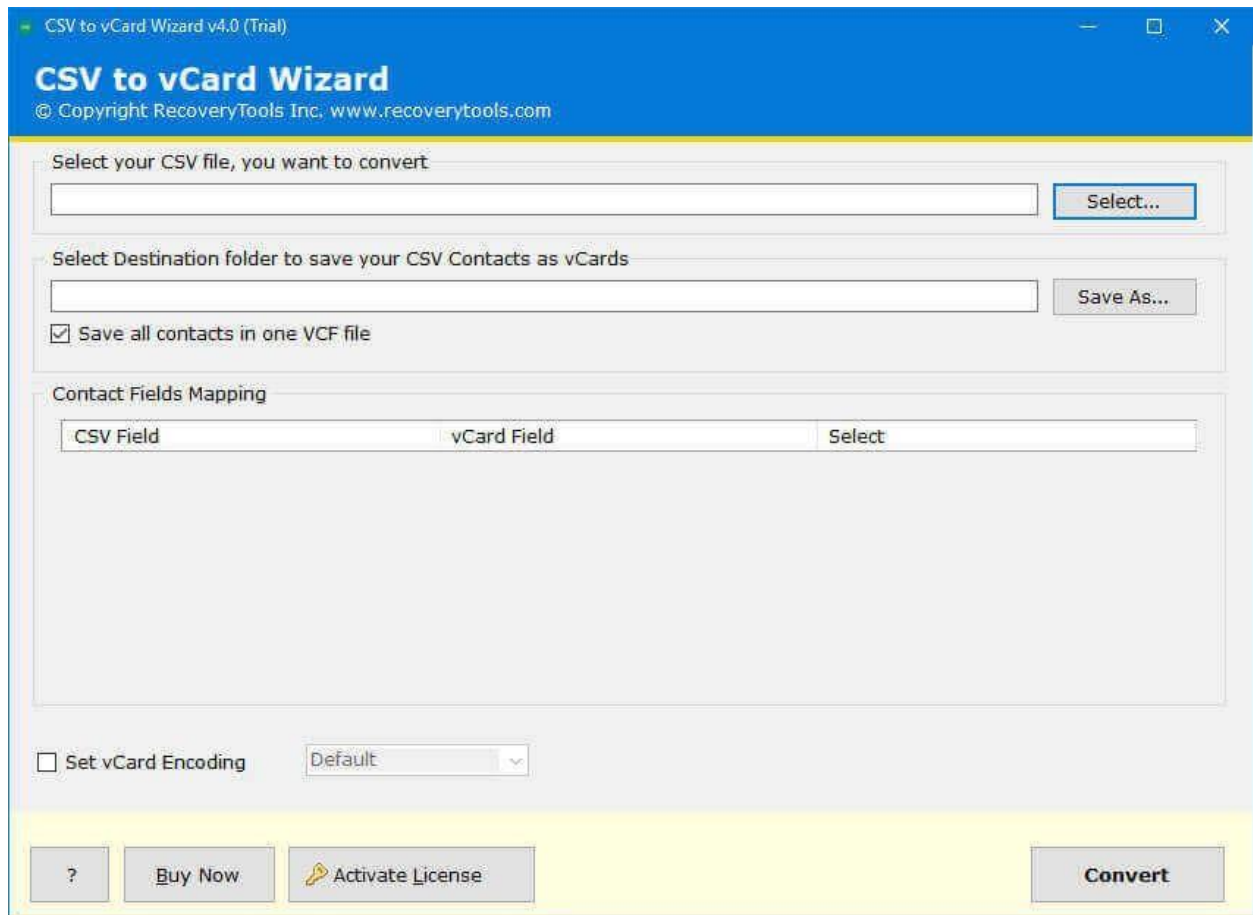 CSV to vCard Wizard v4.0 (Trial)
CSV to vCard Wizard
© Copyright RecoveryTools Inc. www.recoverytools.com
Select your CSV file, you want to convert
Select...
Select Destination folder to save your CSV Contacts as vCards
Save As...
Save all contacts in one VCF file
Contact Fields Mapping
CSV Field vCard Field Select
Set vCard Encoding Default
? Buy Now Activate License Convert